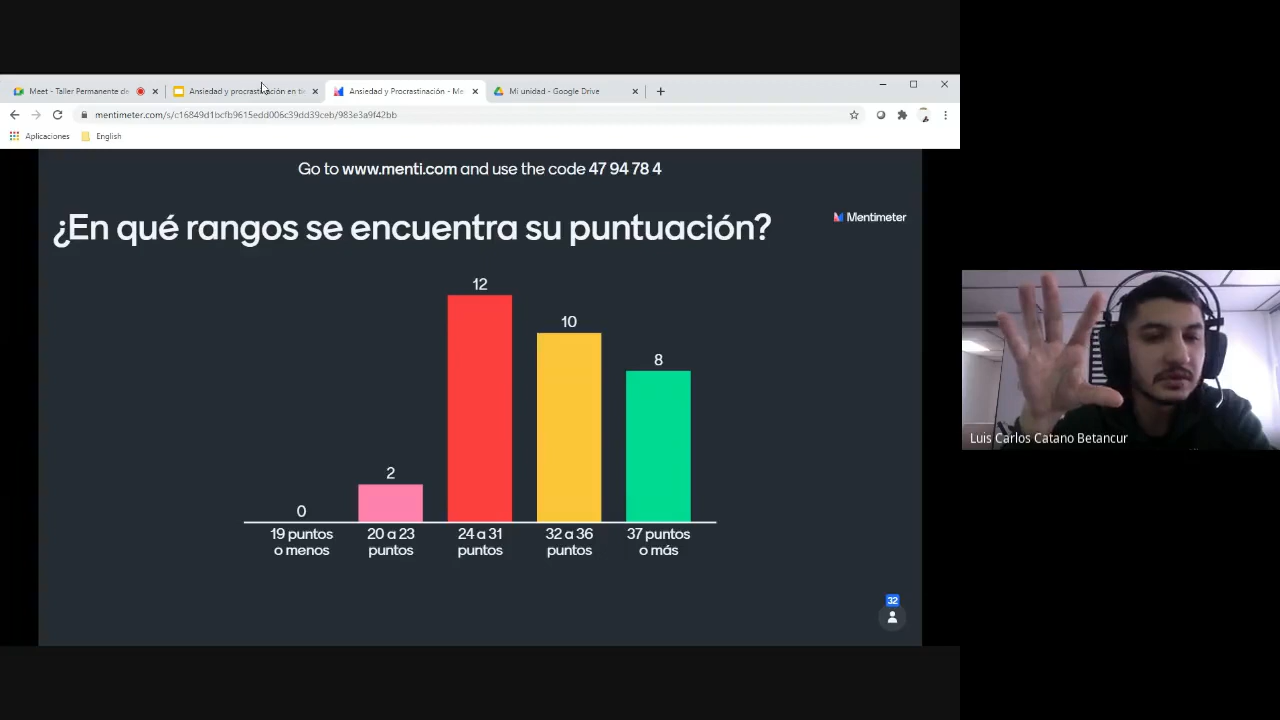 Meet - Taller Permanente de
Ansiedad y procrastinación en tie
Ansiedad y Procrastinación - Me
Mi unidad - Google Drive
mentimeter.com/s/c16849d1bcfb9615edd006c39dd39ceb/983e3a9f42bb
Aplicaciones
English
Go to www.menti.com and use the code 47 94 78 4
¿En qué rangos se encuentra su puntuación?
Mentimeter
12
10
8
2
0
19 puntos
o menos
20 a 23
puntos
24 a 31
puntos
32 a 36
puntos
37 puntos
o más
32
Luis Carlos Catano Betancur